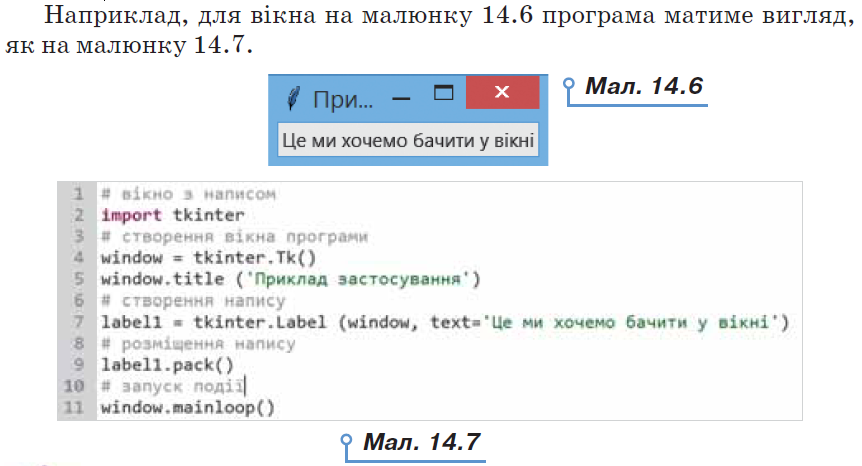 Наприклад, для вікна на малюнку 14.6 програма матиме вигляд,
як на малюнку 14.7.
При...
Мал. 14.6
Це ми хочемо бачити у вікні
1 # вікно з написом
2 import tkinter
3 # створення вікна програми
4 window = tkinter.Tk()
5 window.title ('Приклад застосування')
6 # створення напису
7 label1 = tkinter.Label (window, text='Це ми хочемо бачити у вікні')
8 # розміщення напису
9 label1.pack()
10 # запуск події
11 window.mainloop()
Мал. 14.7